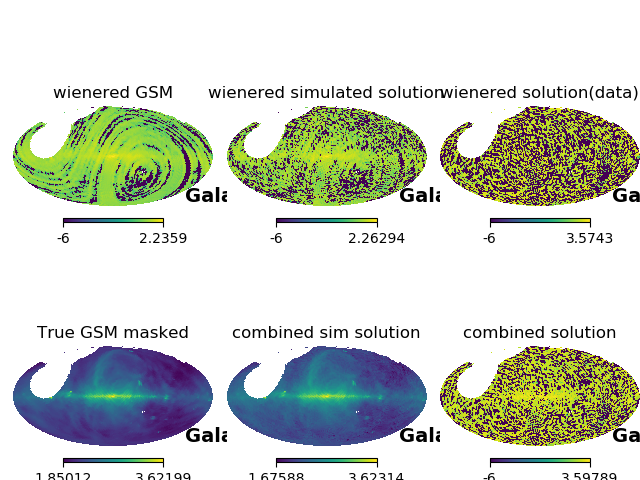 wienered GSM
wienered simulated solution
wienered solution(data)
Gala
Gala
Ga
-6 2.2359
-6 2.26294
-6 3.5743
True GSM masked
combined sim solution
combined solution
Gala
Gala
Ga
1.85012 3.62199
1.67588 3.62314
-6 3.59789